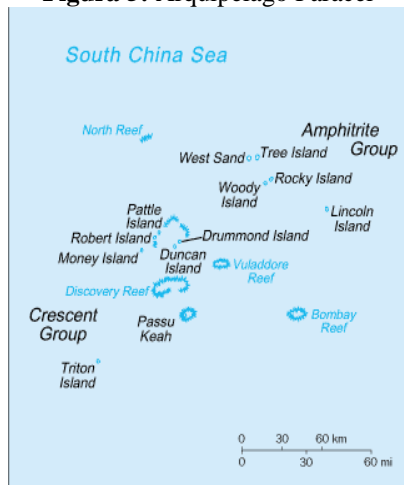 Arquipélago Paracel
South China Sea
North Reef
Amphitrite
Group
West Sand
Tree Island
Woody
Island
Rocky Island
Lincoln
Island
Pattle
Island
Robert Island
Drummond Island
Money Island
Duncan
Island
Vuladdore
Reef
Discovery Reef
Crescent
Group
Passu
Keah
Bombay
Reef
Triton
Island
0 30 60 km
0 30 60 mi